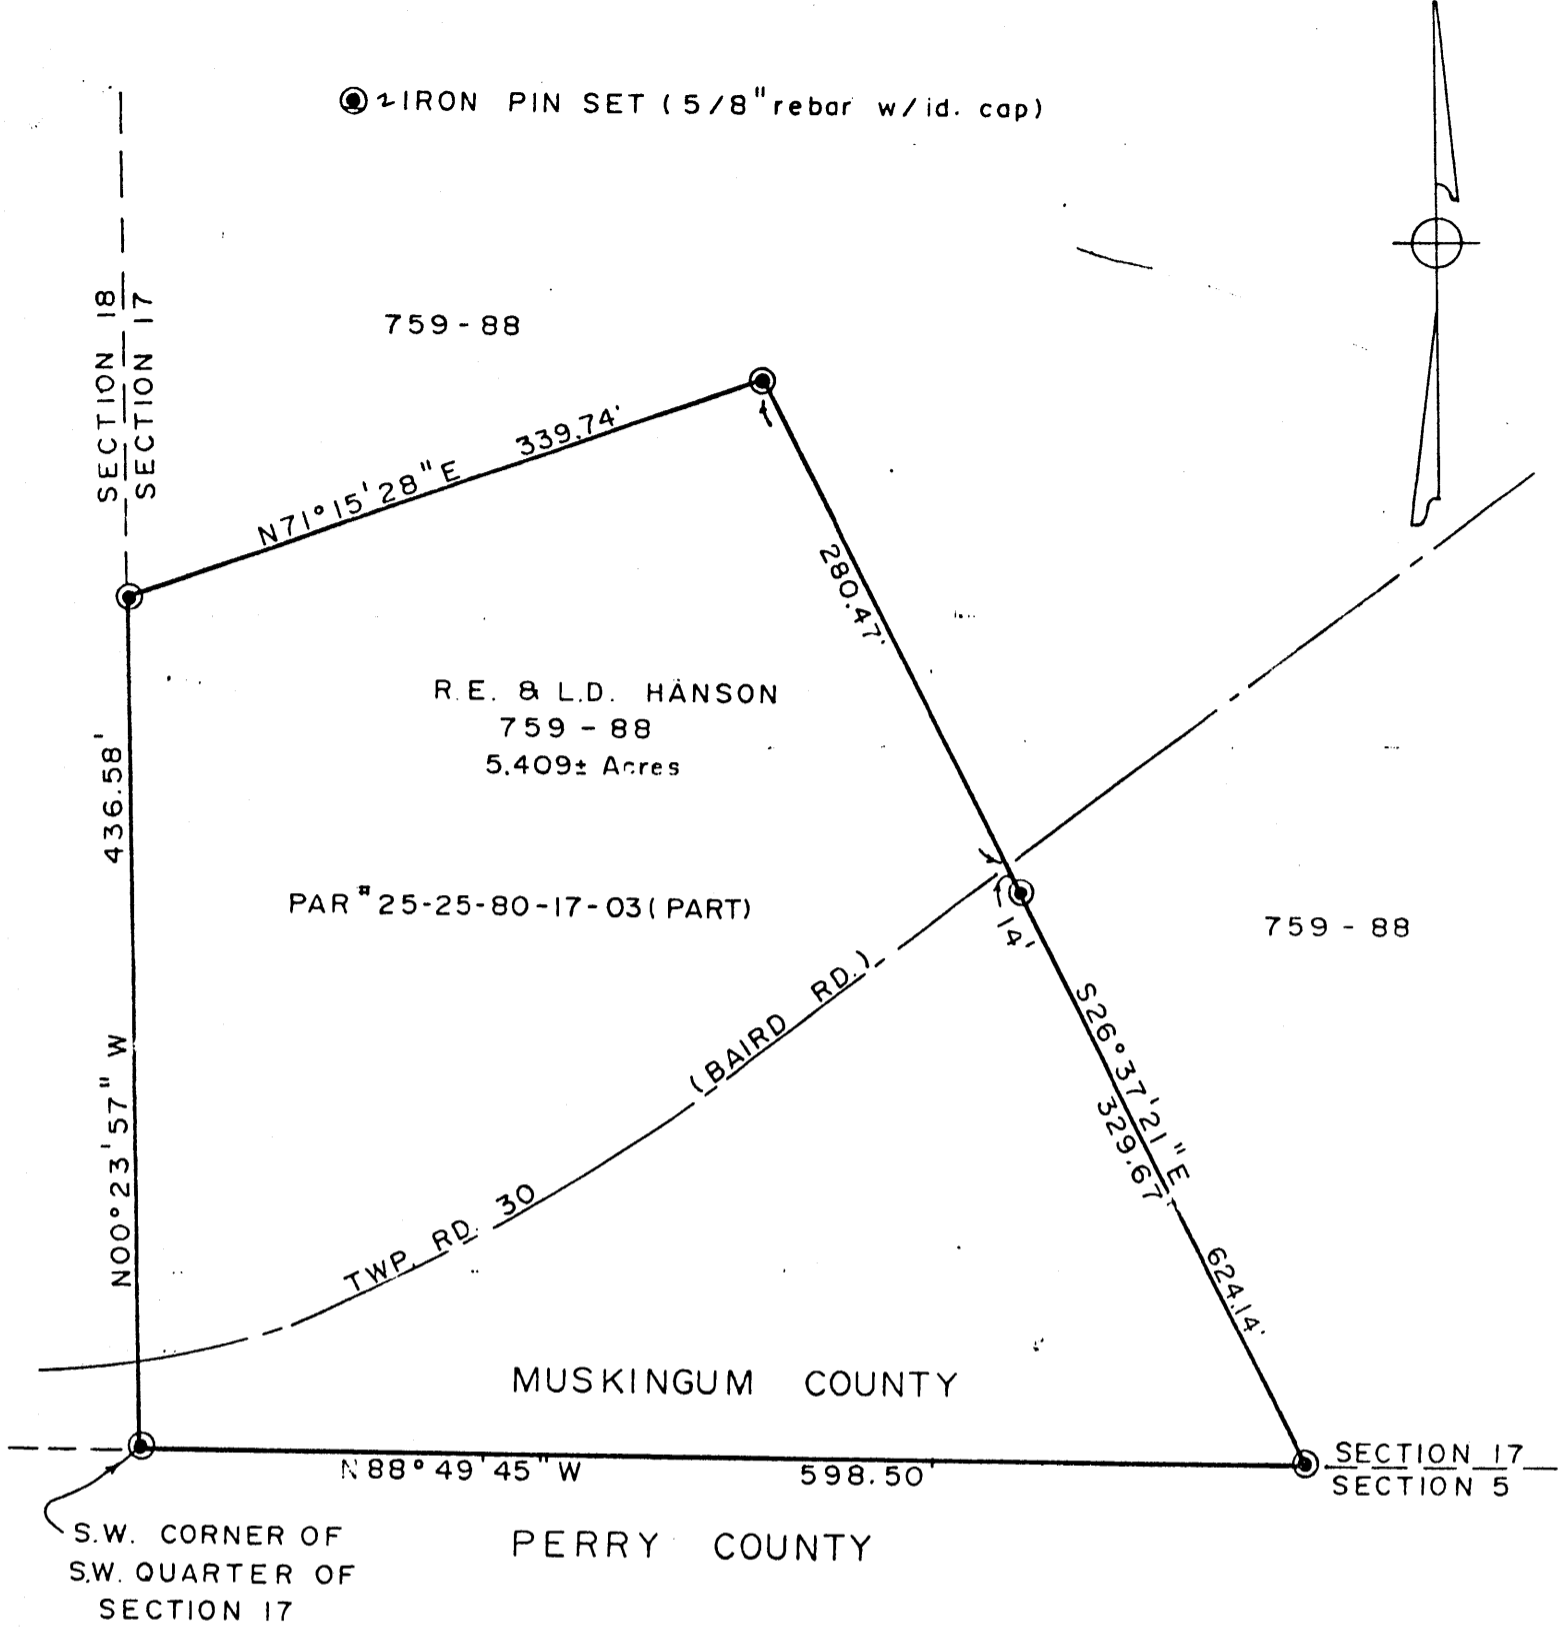 IRON PIN SET (5/8" rebar w/id. cap)
SECTION 18
SECTION 17
759-88
N71°15'28"E 339.74'
280.47'
R.E. & L.D. HANSON
759-88
5.409± Acres
436.58'
PAR#25-25-80-17-03(PART)
14'
759-88
(BAIRD RD.)
S26°37'21"E
329.67'
N00°23'57" W
TWP. RD. 30
624.14'
MUSKINGUM COUNTY
N88°49'45"W 598.50'
SECTION 17
SECTION 5
S.W. CORNER OF
S.W. QUARTER OF
SECTION 17
PERRY COUNTY